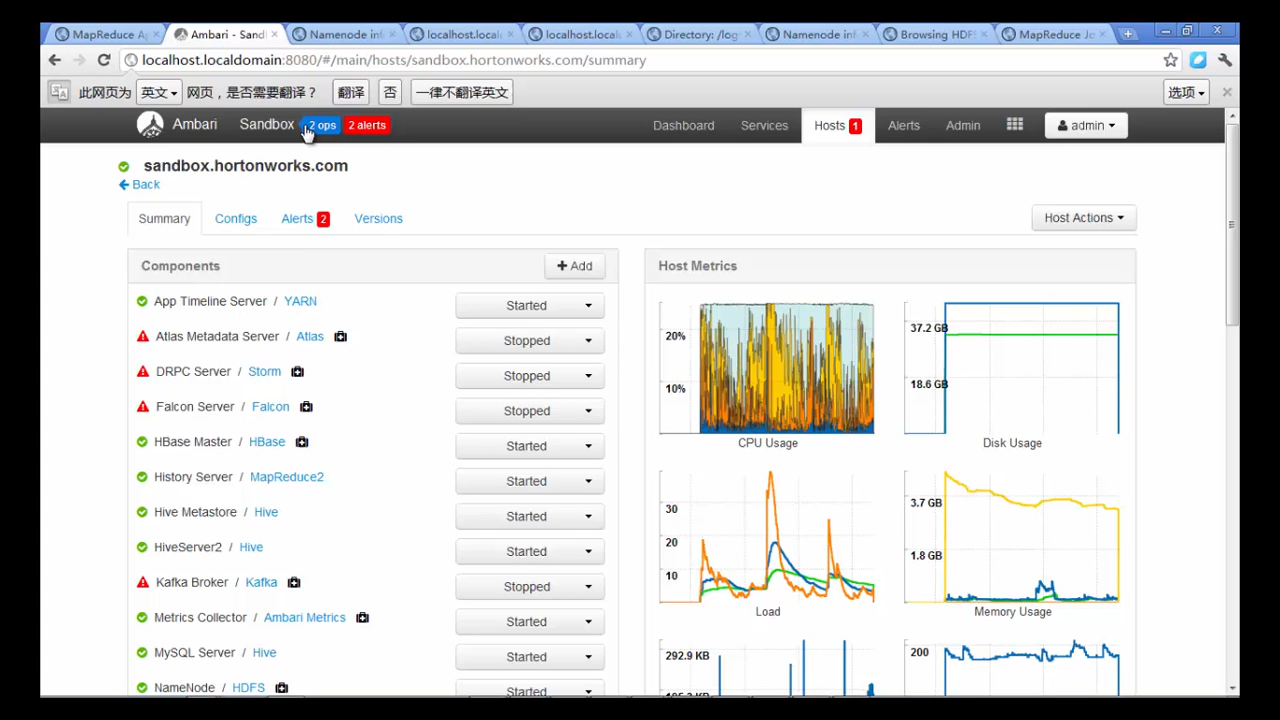 MapReduce Ap
Ambari - Sand
Namenode inf
localhost.local
localhost.local
Directory: /log
Namenode inf
Browsing HDF
MapReduce Jo
localhost.localdomain:8080/#/main/hosts/sandbox.hortonworks.com/summary
此网页为 英文 网页，是否需要翻译？ 翻译 否 一律不翻译英文 选项
Ambari Sandbox 2 ops 2 alerts Dashboard Services Hosts 1 Alerts Admin admin
sandbox.hortonworks.com
Back
Summary Configs Alerts 2 Versions Host Actions
Components + Add
App Timeline Server / YARN Started
Atlas Metadata Server / Atlas Stopped
DRPC Server / Storm Stopped
Falcon Server / Falcon Stopped
HBase Master / HBase Started
History Server / MapReduce2 Started
Hive Metastore / Hive Started
HiveServer2 / Hive Started
Kafka Broker / Kafka Stopped
Metrics Collector / Ambari Metrics Started
MySQL Server / Hive Started
NameNode / HDFS Started
Host Metrics
20%
10%
CPU Usage
37.2 GB
18.6 GB
Disk Usage
30
20
10
Load
3.7 GB
1.8 GB
Memory Usage
292.9 KB
200